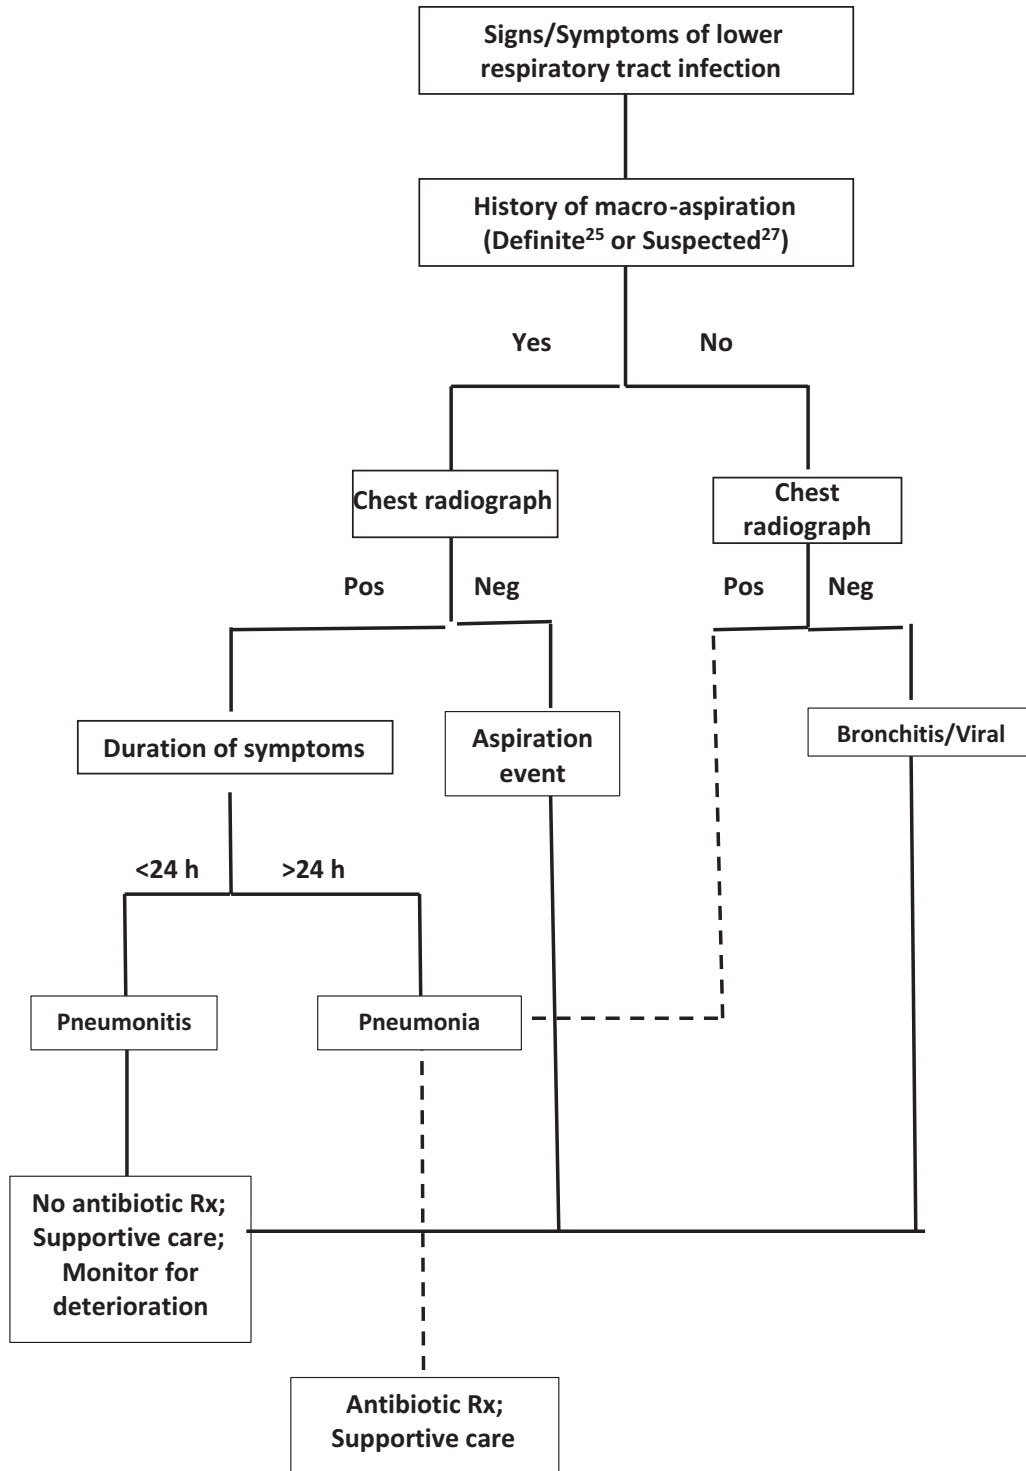 Signs/Symptoms of lower
respiratory tract infection
History of macro-aspiration
(Definite25 or Suspected27)
Yes
No
Chest radiograph
Chest
radiograph
Pos
Neg
Pos
Neg
Duration of symptoms
Aspiration
event
Bronchitis/Viral
<24 h
>24 h
Pneumonitis
Pneumonia
No antibiotic Rx;
Supportive care;
Monitor for
deterioration
Antibiotic Rx;
Supportive care